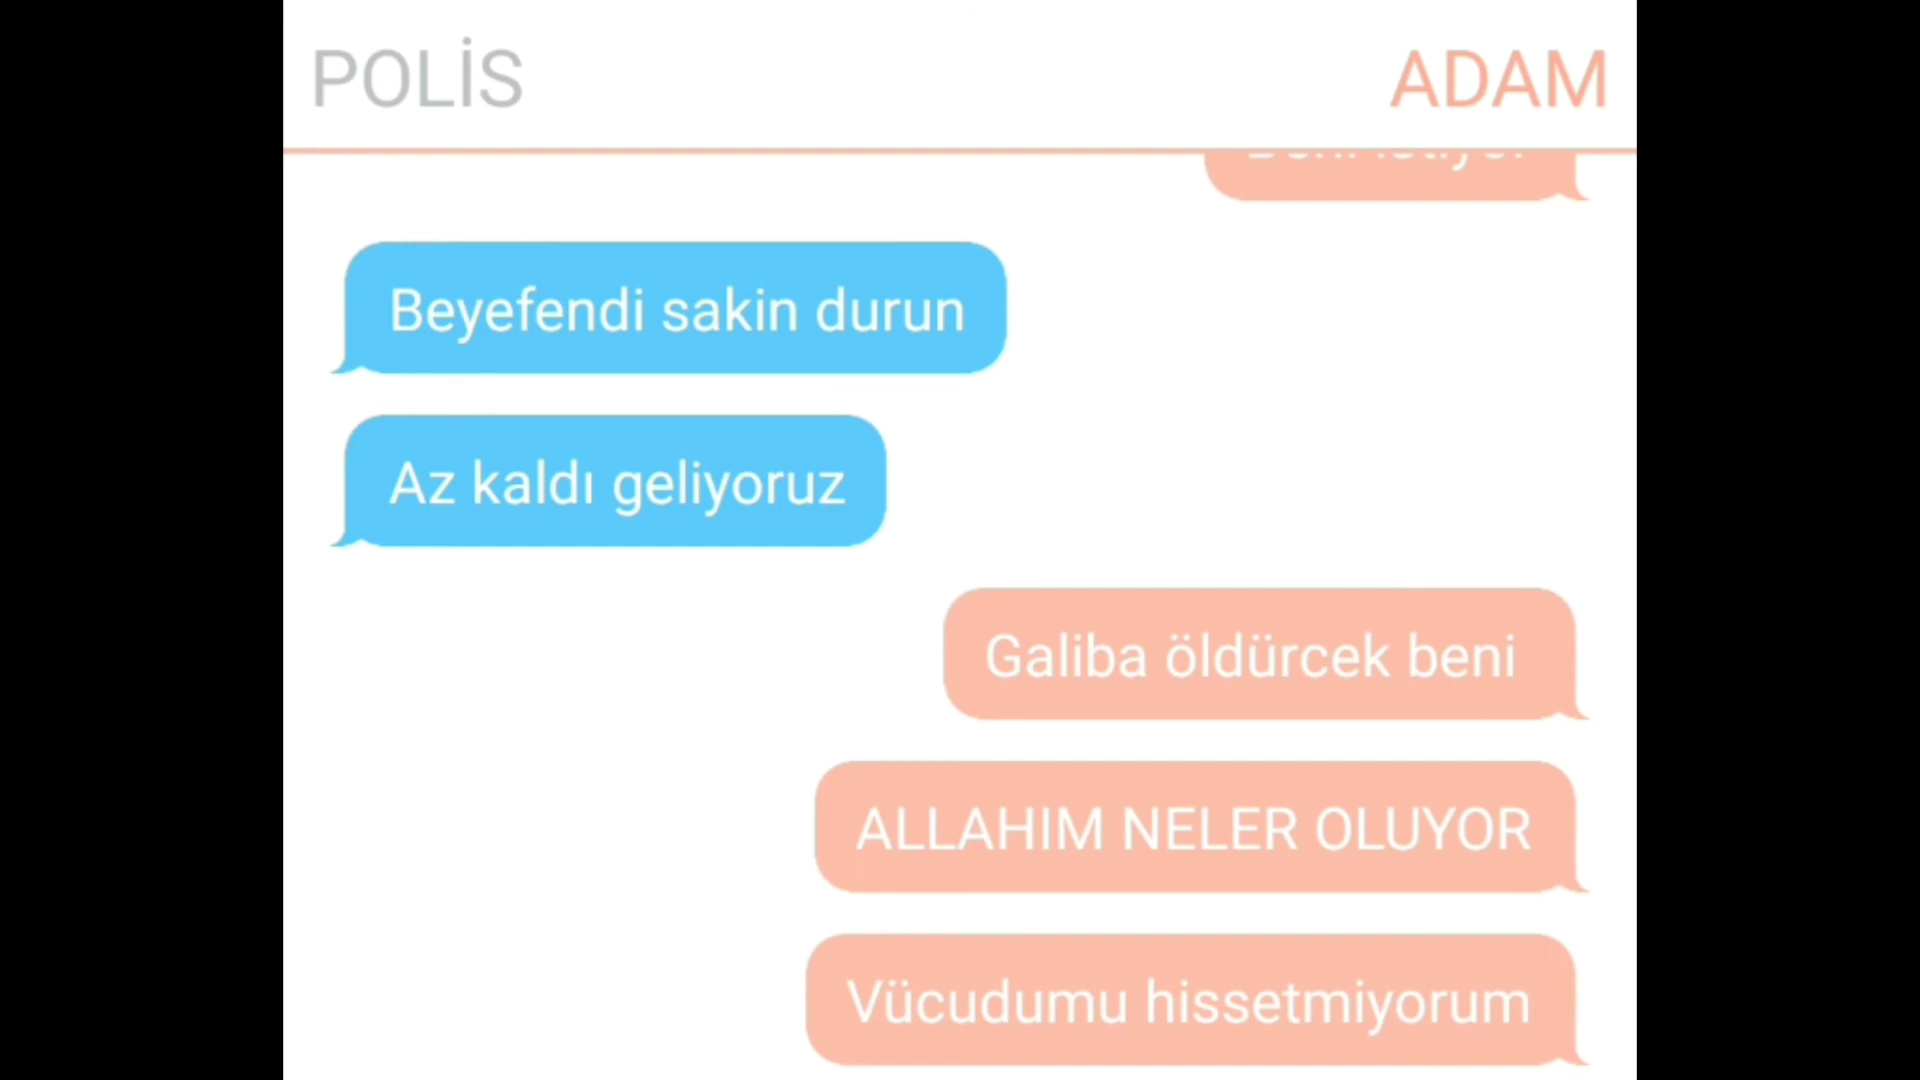 POLİS
ADAM
Beyefendi sakin durun
Az kaldı geliyoruz
Galiba öldürcek beni
ALLAHIM NELER OLUYOR
Vücudumu hissetmiyorum